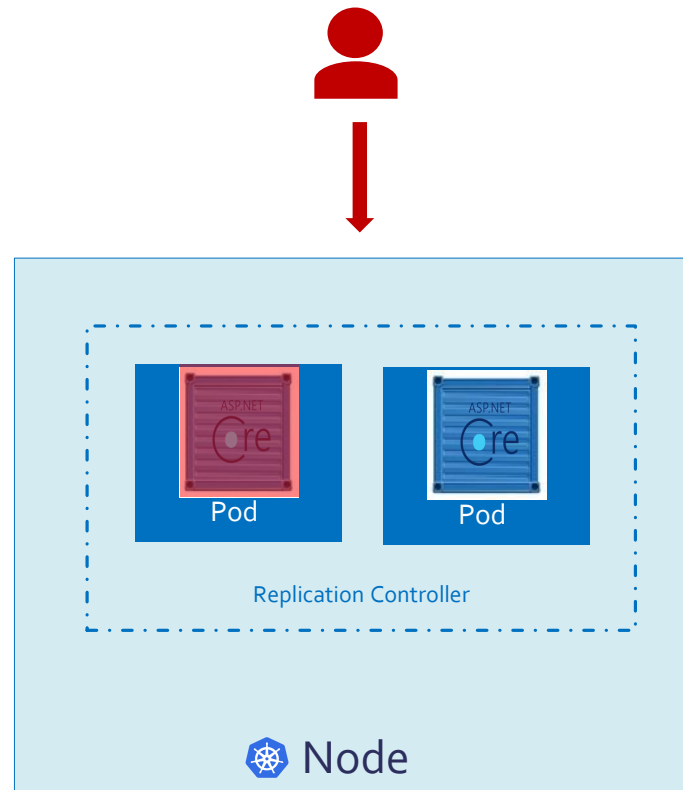 ASP.NET
Core
Pod
ASP.NET
Core
Pod
Replication Controller
Node